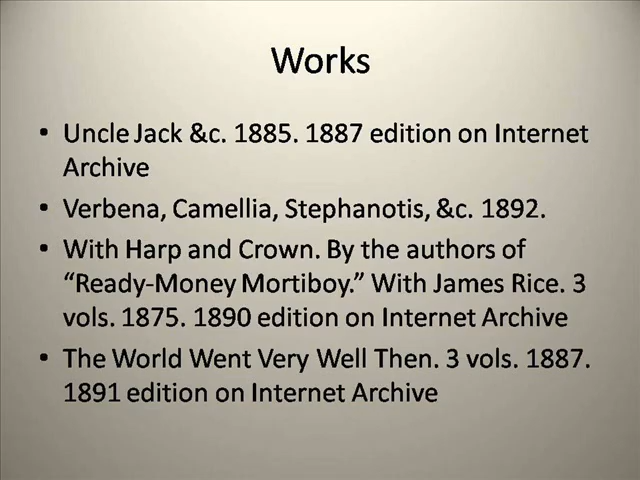 Works
• Uncle Jack &c. 1885. 1887 edition on Internet
Archive
• Verbena, Camellia, Stephanotis, &c. 1892.
• With Harp and Crown. By the authors of
“Ready-Money Mortiboy.” With James Rice. 3
vols. 1875. 1890 edition on Internet Archive
• The World Went Very Well Then. 3 vols. 1887.
1891 edition on Internet Archive